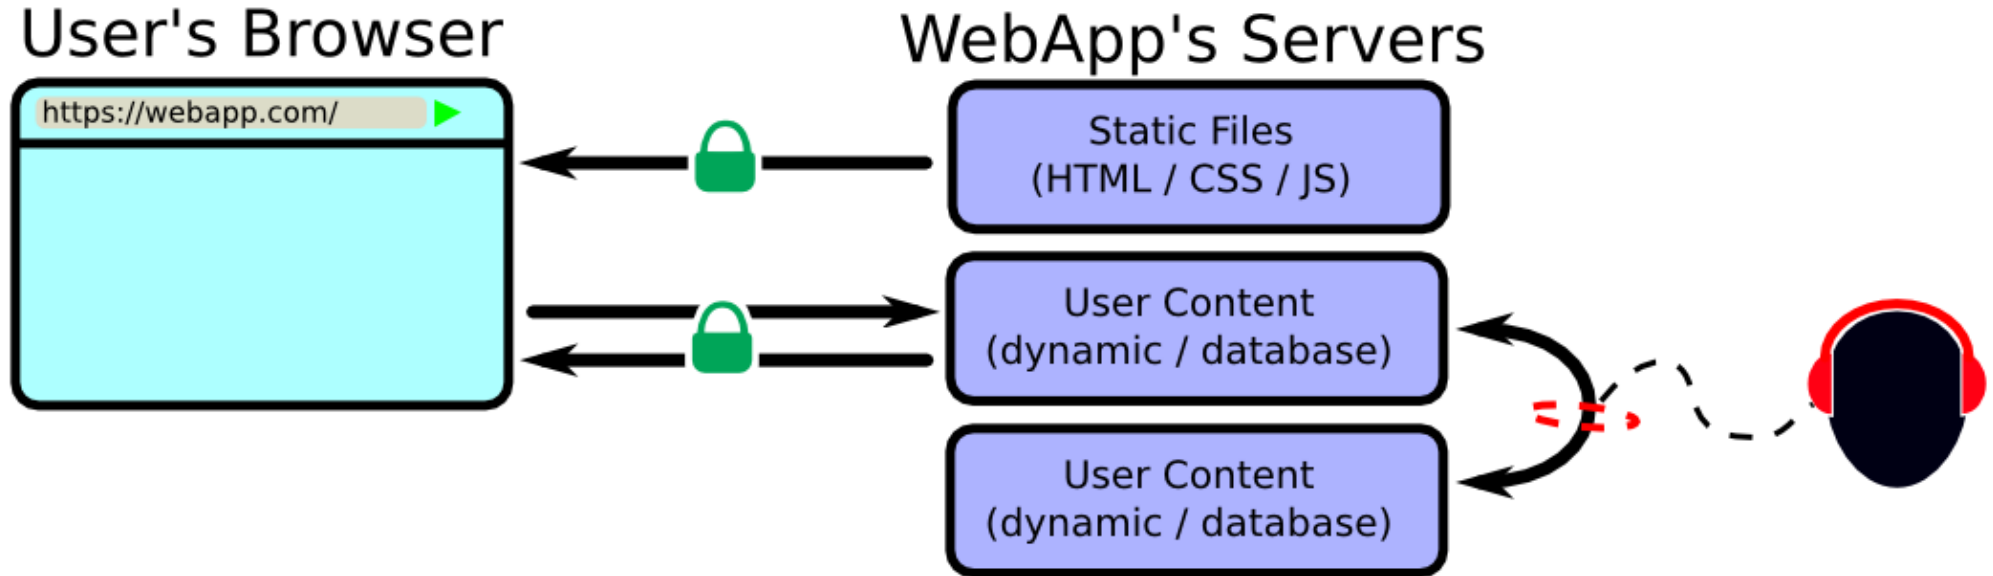 User's Browser
WebApp's Servers
https://webapp.com/
Static Files
(HTML / CSS / JS)
User Content
(dynamic / database)
User Content
(dynamic / database)